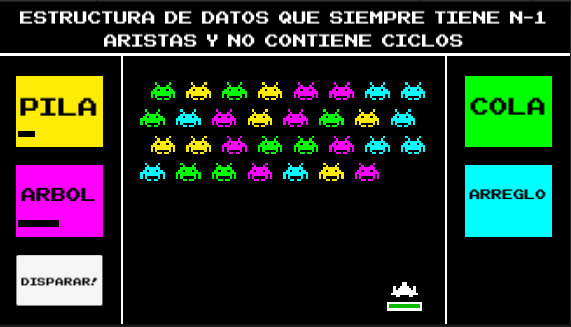 ESTRUCTURA DE DATOS QUE SIEMPRE TIENE N-1
ARISTAS Y NO CONTIENE CICLOS
PILA
COLA
ARBOL
ARREGLO
DISPARAR!